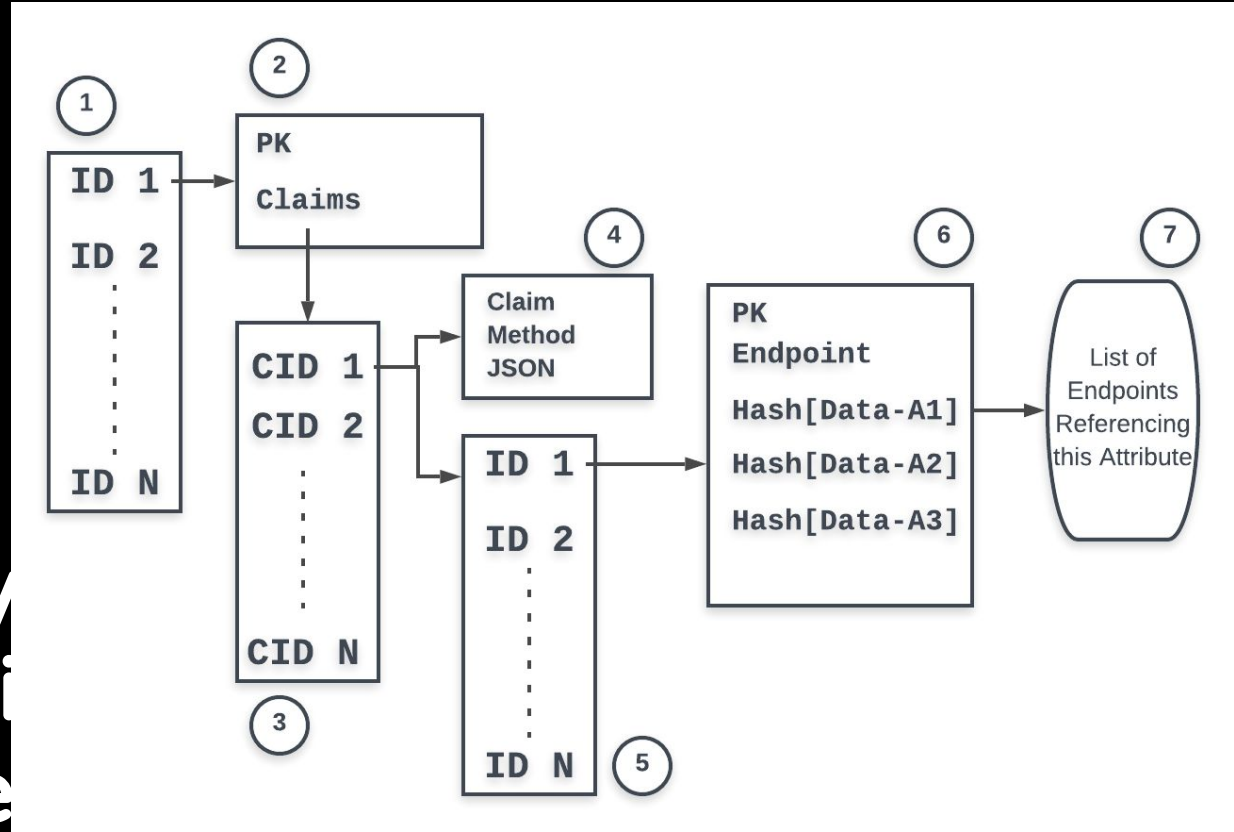 1
ID 1
ID 2
ID N
2
PK
Claims
3
CID 1
CID 2
CID N
4
Claim
Method
JSON
5
ID 1
ID 2
ID N
6
PK
Endpoint
Hash[Data-A1]
Hash[Data-A2]
Hash[Data-A3]
7
List of
Endpoints
Referencing
this Attribute